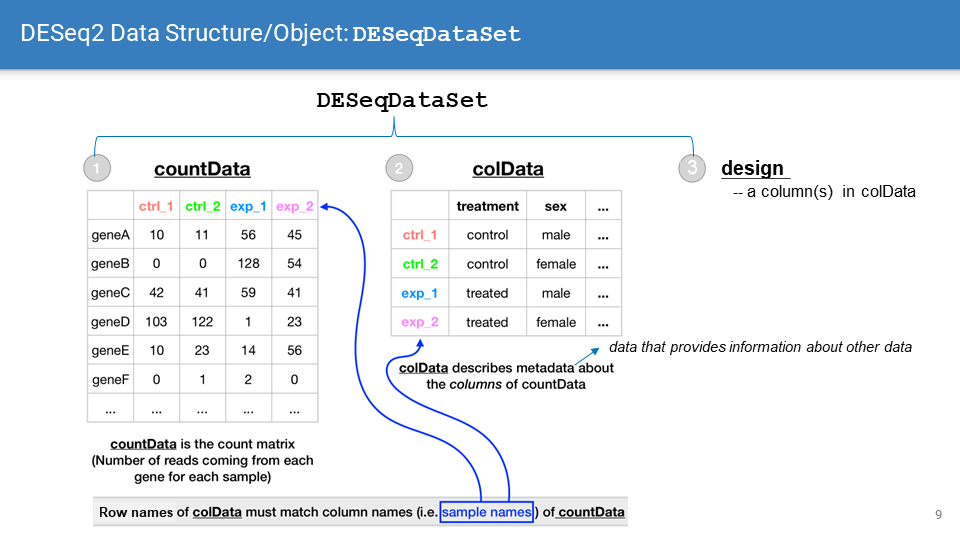 DESeq2 Data Structure/Object: DESeqDataSet
DESeqDataSet
1 countData
ctrl_1 ctrl_2 exp_1 exp_2
geneA 10 11 56 45
geneB 0 0 128 54
geneC 42 41 59 41
geneD 103 122 1 23
geneE 10 23 14 56
geneF 0 1 2 0
... ... ... ... ...
countData is the count matrix
(Number of reads coming from each
gene for each sample)
2 colData
treatment sex ...
ctrl_1 control male ...
ctrl_2 control female ...
exp_1 treated male ...
exp_2 treated female ...
colData describes metadata about
the columns of countData
data that provides information about other data
3 design
-- a column(s) in colData
Row names of colData must match column names (i.e. sample names ) of countData
9